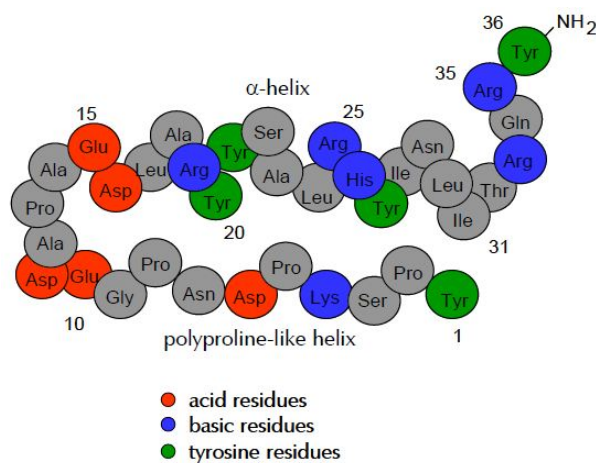 36
Tyr
NH2
35
Arg
α-helix
15
25
Ala
Ser
Arg
Gln
Glu
Tyr
Asn
Ala
Leu
Arg
Ala
His
Ile
Leu
Thr
Arg
Asp
Tyr
Leu
Tyr
Ile
Pro
20
31
Ala
Pro
Pro
Pro
Asp
Glu
Gly
Asn
Asp
Lys
Ser
Tyr
10
1
polyproline-like helix
acid residues
basic residues
tyrosine residues